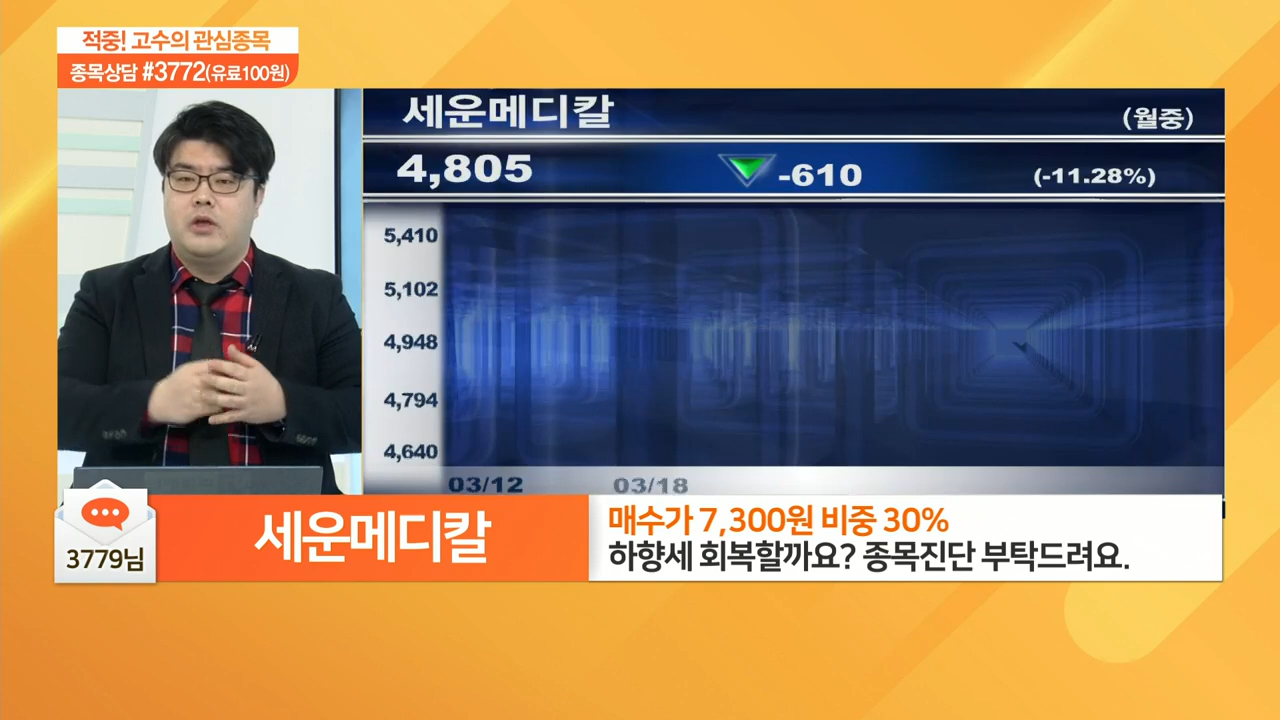 적중! 고수의 관심종목
종목상담 #3772(유료100원)
세운메디칼
(월중)
4,805
-610
(-11.28%)
5,410
5,102
4,948
4,794
4,640
03/12
03/18
3779님
세운메디칼
매수가 7,300원 비중 30%
하향세 회복할까요? 종목진단 부탁드려요.